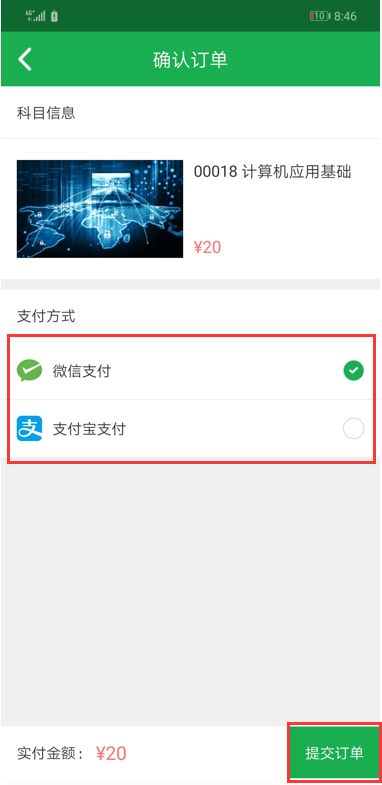 4G+
10
8:46
确认订单
科目信息
00018 计算机应用基础
¥20
支付方式
微信支付
支付宝支付
实付金额： ¥20
提交订单